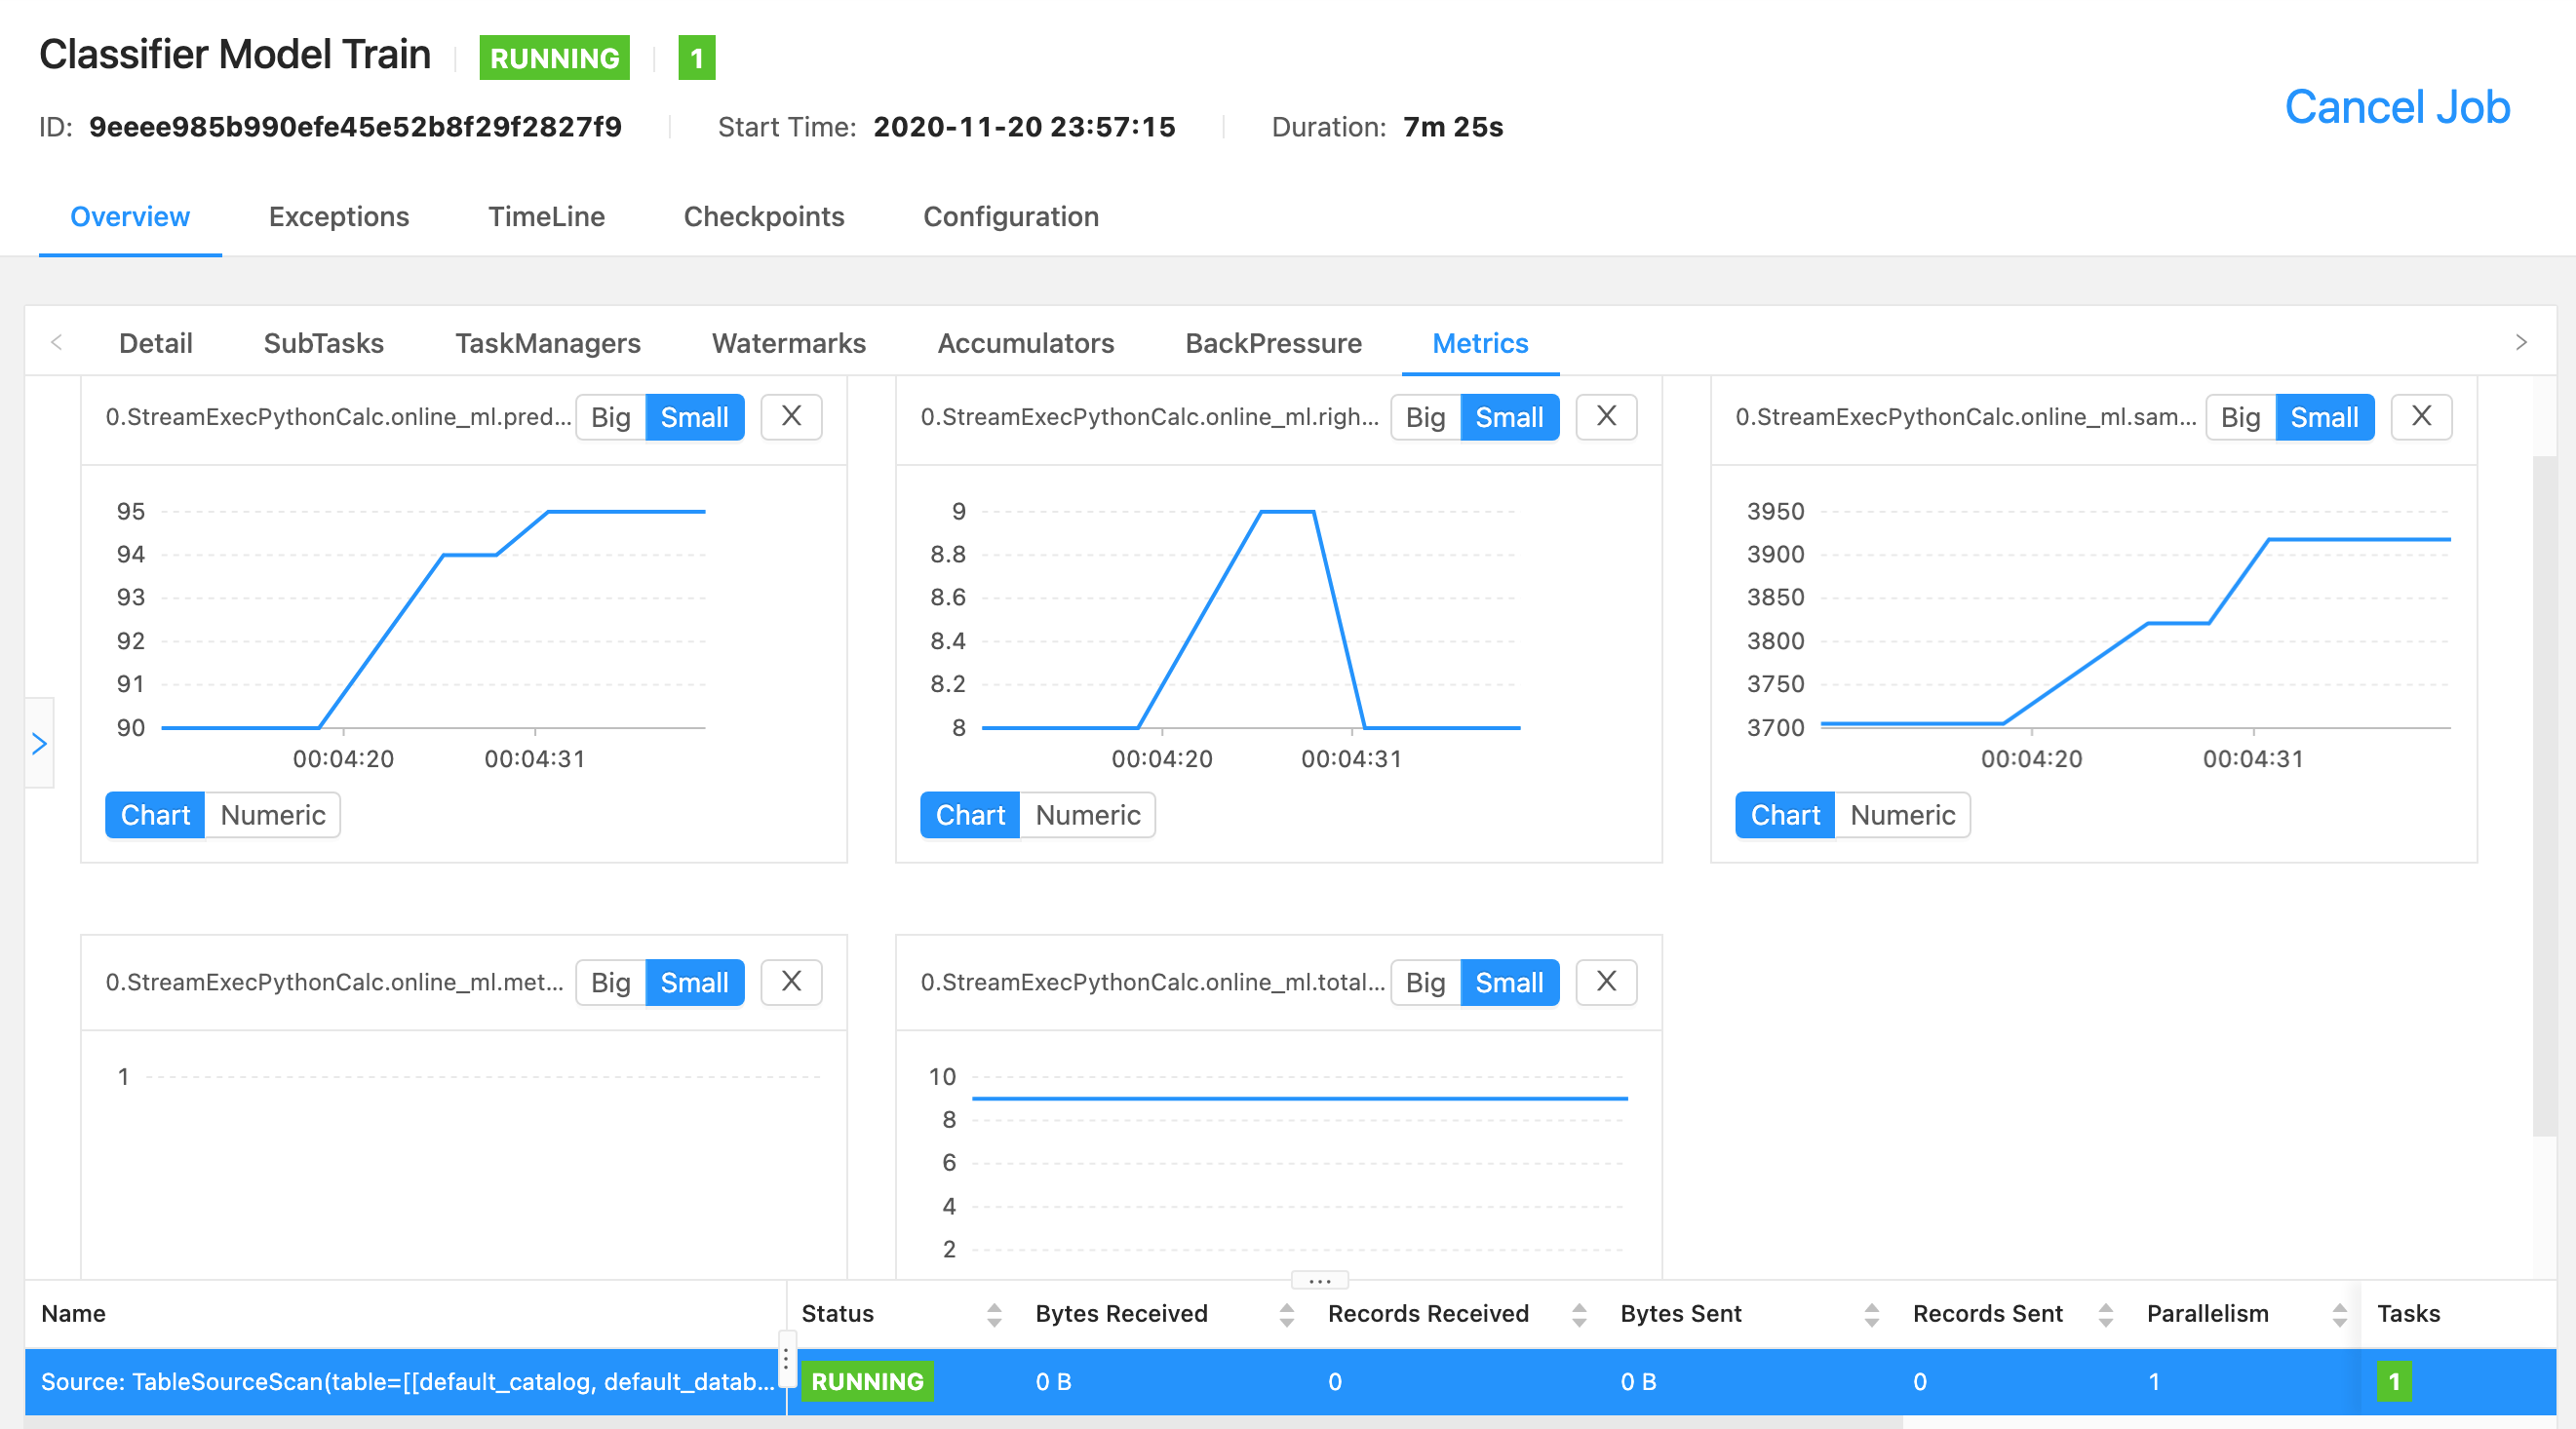 Classifier Model Train RUNNING 1
ID: 9eeee985b990efe45e52b8f29f2827f9 Start Time: 2020-11-20 23:57:15 Duration: 7m 25s
Cancel Job
Overview Exceptions TimeLine Checkpoints Configuration
Detail SubTasks TaskManagers Watermarks Accumulators BackPressure Metrics
0.StreamExecPythonCalc.online_ml.pred... Big Small X
95
94
93
92
91
90
00:04:20 00:04:31
Chart Numeric
0.StreamExecPythonCalc.online_ml.righ... Big Small X
9
8.8
8.6
8.4
8.2
8
00:04:20 00:04:31
Chart Numeric
0.StreamExecPythonCalc.online_ml.sam... Big Small X
3950
3900
3850
3800
3750
3700
00:04:20 00:04:31
Chart Numeric
0.StreamExecPythonCalc.online_ml.met... Big Small X
1
0.StreamExecPythonCalc.online_ml.total... Big Small X
10
8
6
4
2
Name Status Bytes Received Records Received Bytes Sent Records Sent Parallelism Tasks
Source: TableSourceScan(table=[[default_catalog, default_datab... RUNNING 0 B 0 0 B 0 1 1